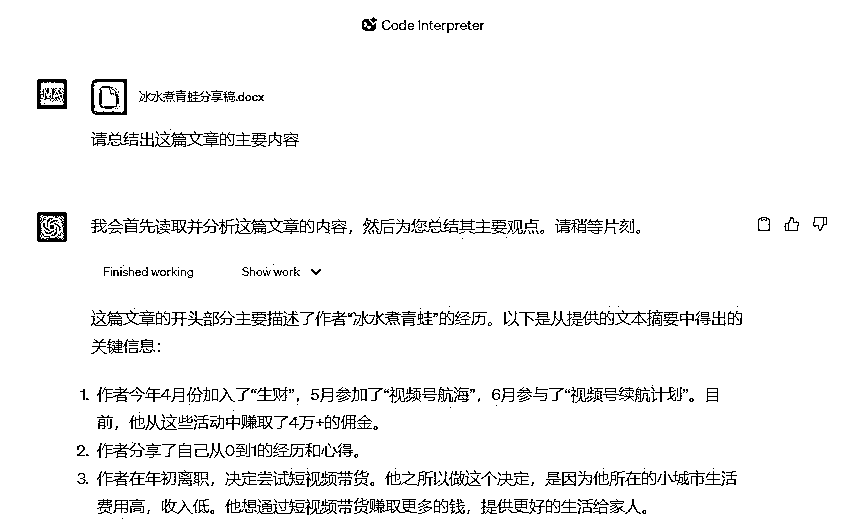 Code Interpreter
冰水煮青蛙分享稿.docx
请总结出这篇文章的主要内容
我会首先读取并分析这篇文章的内容，然后为您总结其主要观点。请稍等片刻。
Finished working Show work
这篇文章的开头部分主要描述了作者“冰水煮青蛙”的经历。以下是从提供的文本摘要中得出的
关键信息：
1. 作者今年4月份加入了“生财”，5月参加了“视频号航海”，6月参与了“视频号续航计划”。目
前，他从这些活动中赚取了4万+的佣金。
2. 作者分享了自己从0到1的经历和心得。
3. 作者在年初离职，决定尝试短视频带货。他之所以做这个决定，是因为他所在的小城市生活
费用高，收入低。他想通过短视频带货赚取更多的钱，提供更好的生活给家人。